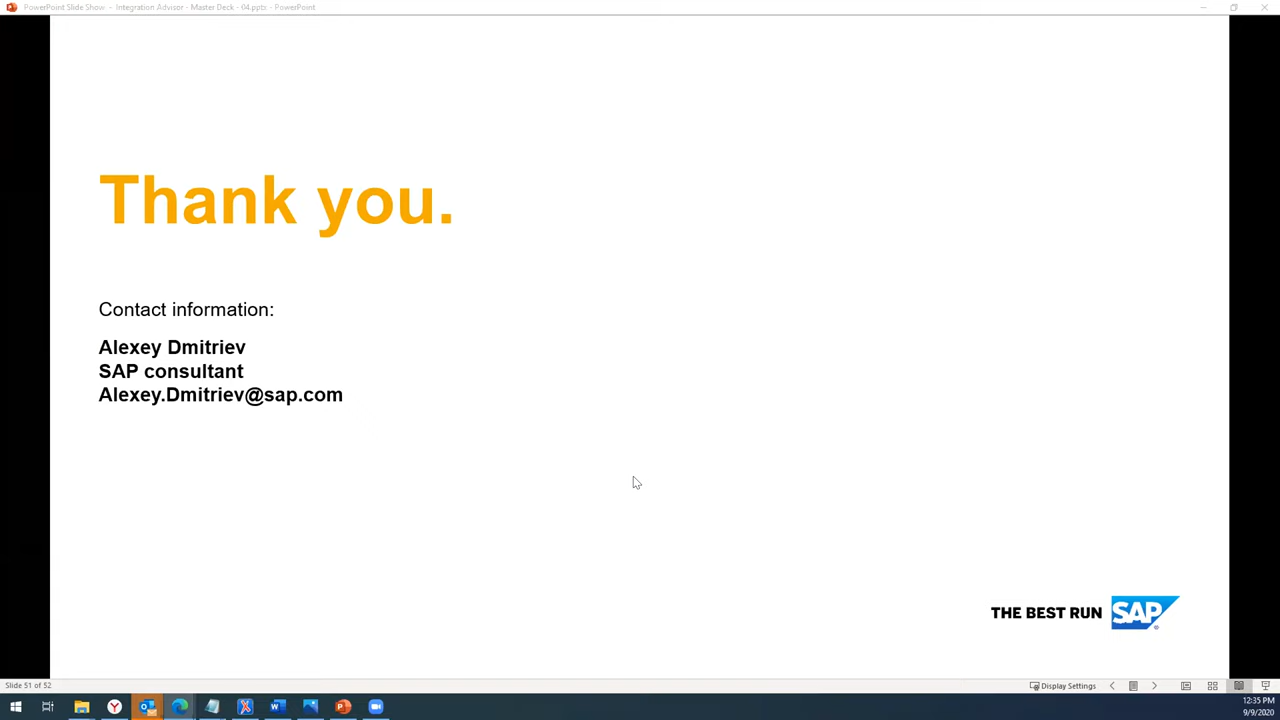 PowerPoint Slide Show - Integration Advisor - Master Deck - 04.pptx - PowerPoint
Thank you.
Contact information:
Alexey Dmitriev
SAP consultant
Alexey.Dmitriev@sap.com
THE BEST RUN SAP
Slide 51 of 52
Display Settings
12:35 PM
9/9/2020